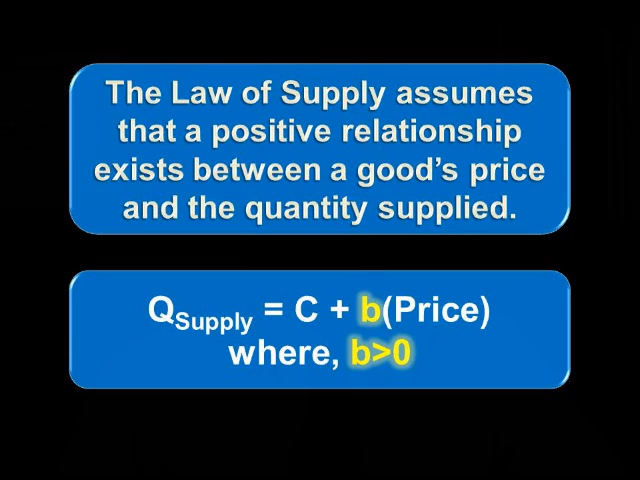 The Law of Supply assumes
that a positive relationship
exists between a good’s price
and the quantity supplied.
Q_Supply = C + b(Price)
where, b>0